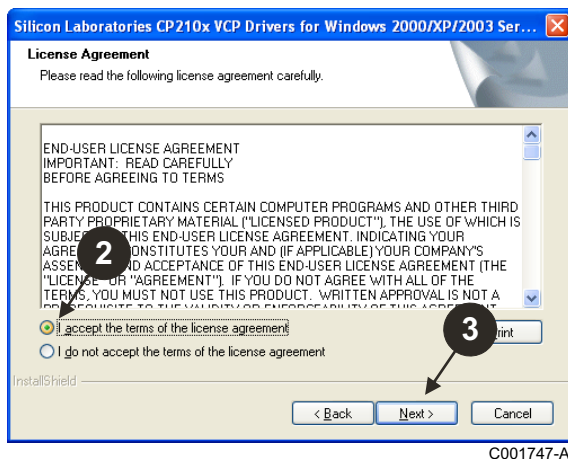 Silicon Laboratories CP210x VCP Drivers for Windows 2000/XP/2003 Ser...
License Agreement
Please read the following license agreement carefully.
END-USER LICENSE AGREEMENT
IMPORTANT: READ CAREFULLY
BEFORE AGREEING TO TERMS
THIS PRODUCT CONTAINS CERTAIN COMPUTER PROGRAMS AND OTHER THIRD
PARTY PROPRIETARY MATERIAL ("LICENSED PRODUCT"), THE USE OF WHICH IS
THIS END-USER LICENSE AGREEMENT. INDICATING YOUR
YOUR AND (IF APPLICABLE) YOUR COMPANY'S
AND ACCEPTANCE OF THIS END-USER LICENSE AGREEMENT (THE
"LICENSE" OR "AGREEMENT"). IF YOU DO NOT AGREE WITH ALL OF THE
TERMS, YOU MUST NOT USE THIS PRODUCT. WRITTEN APPROVAL IS NOT A
2
I accept the terms of the license agreement
3
I do not accept the terms of the license agreement
InstallShield
< Back
Next >
Cancel
C001747-A